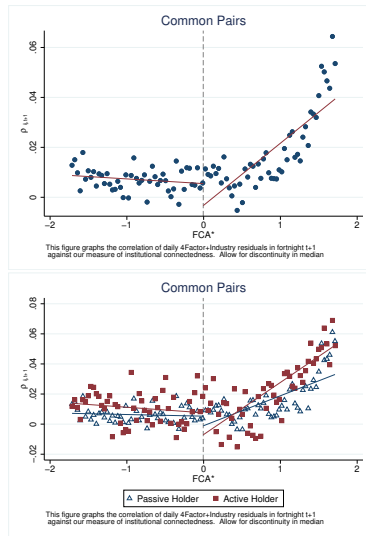 Common Pairs
.06
.04
.02
0
ρ t,t+1
−2
−1
0
1
2
FCA*
This figure graphs the correlation of daily 4Factor+Industry residuals in fortnight t+1
against our measure of institutional connectedness.  Allow for discontinuity in median
Common Pairs
.08
.06
.04
.02
0
−.02
ρ t,t+1
−2
−1
0
1
2
FCA*
Passive Holder
Active Holder
This figure graphs the correlation of daily 4Factor+Industry residuals in fortnight t+1
against our measure of institutional connectedness.  Allow for discontinuity in median